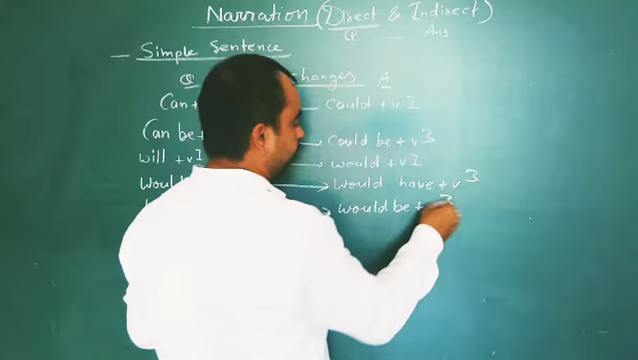 Narration (Direct & Indirect)
Q Ans
Simple Sentence
Q changes A
Can + Could + v1
Can be + Could be + v3
will + v1 would + v1
would have + v3
would be +